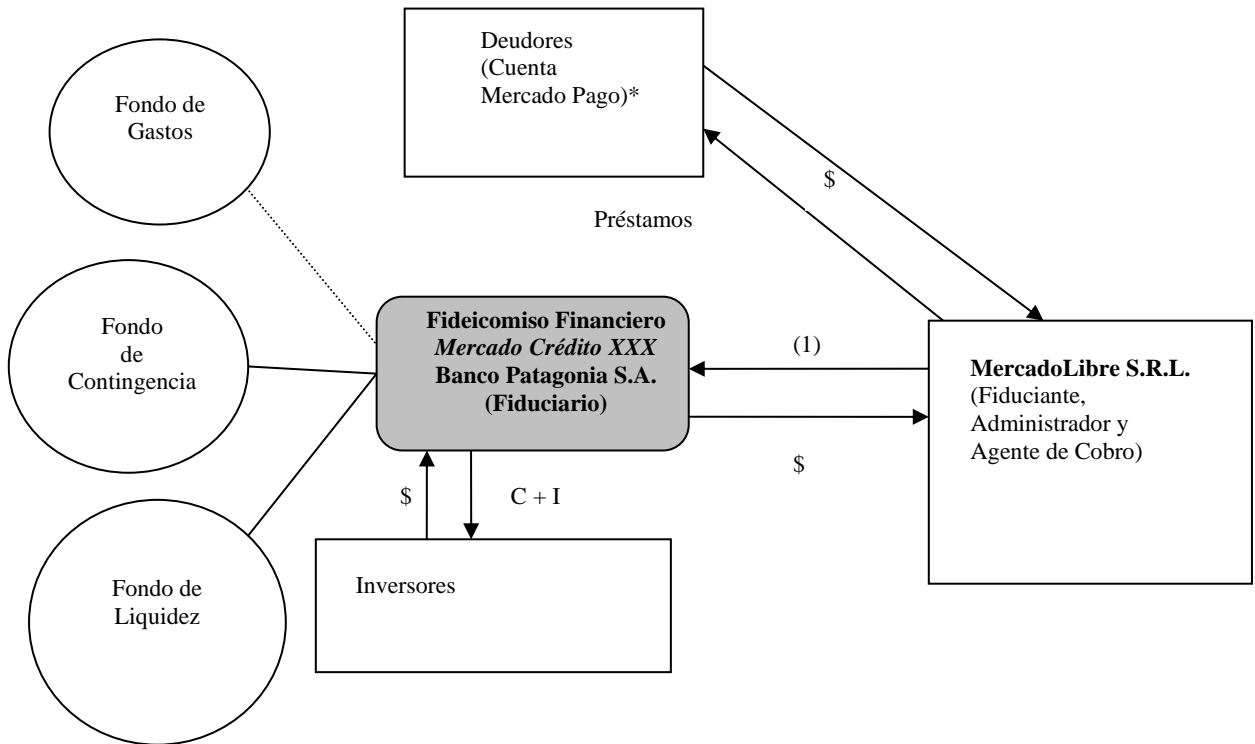 Deudores
(Cuenta
Mercado Pago)*
Fondo de
Gastos
$
Préstamos
Fondo
de
Contingencia
Fideicomiso Financiero
Mercado Crédito XXX
Banco Patagonia S.A.
(Fiduciario)
(1)
$
MercadoLibre S.R.L.
(Fiduciante,
Administrador y
Agente de Cobro)
$
C + I
Inversores
Fondo de
Liquidez